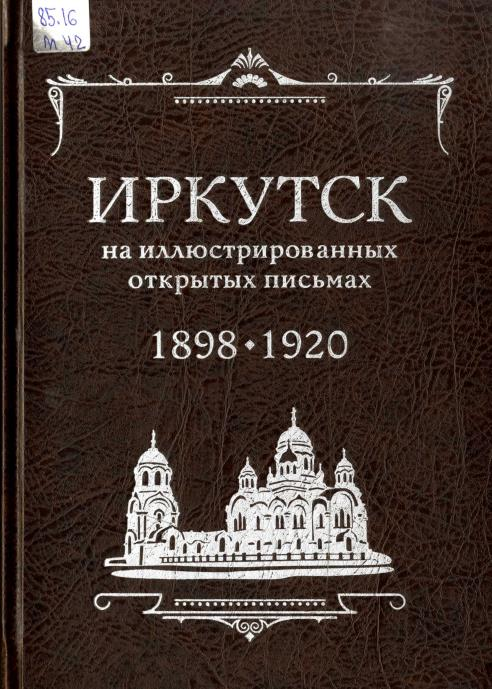 85.16
М 42
ИРКУТСК
на иллюстрированных
открытых письмах
1898 • 1920